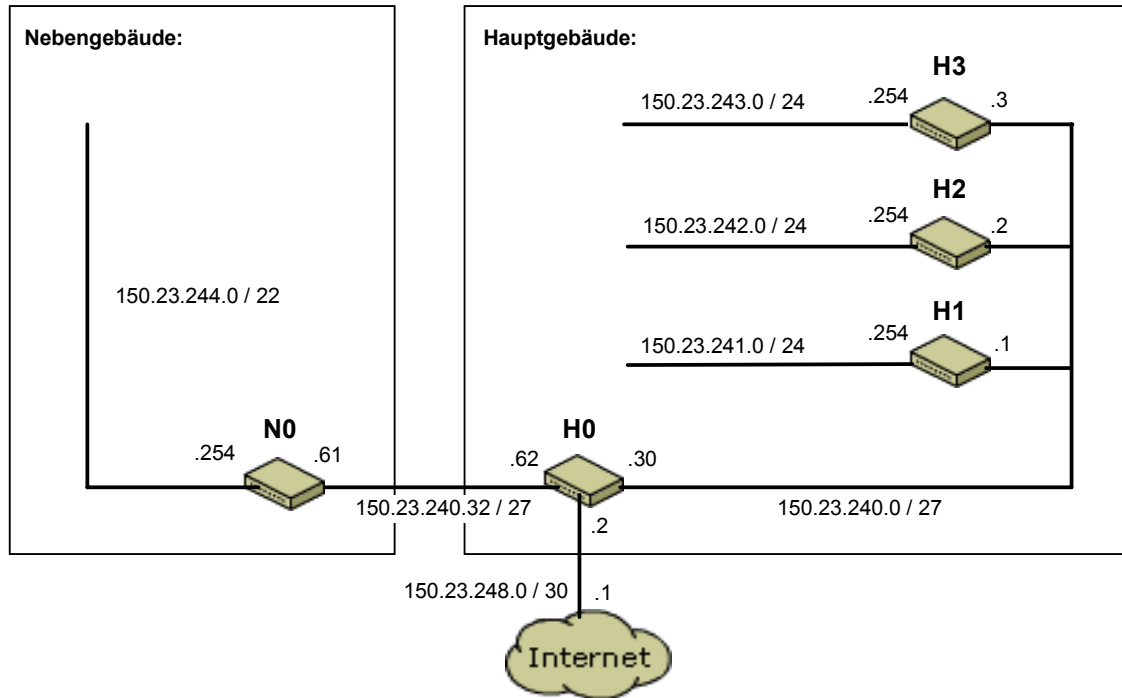 Nebengebäude:
Hauptgebäude:
H3
150.23.243.0 / 24
.254
.3
H2
150.23.242.0 / 24
.254
.2
150.23.244.0 / 22
H1
150.23.241.0 / 24
.254
.1
N0
.254
.61
H0
.62
.30
150.23.240.32 / 27
150.23.240.0 / 27
.2
150.23.248.0 / 30
.1
Internet